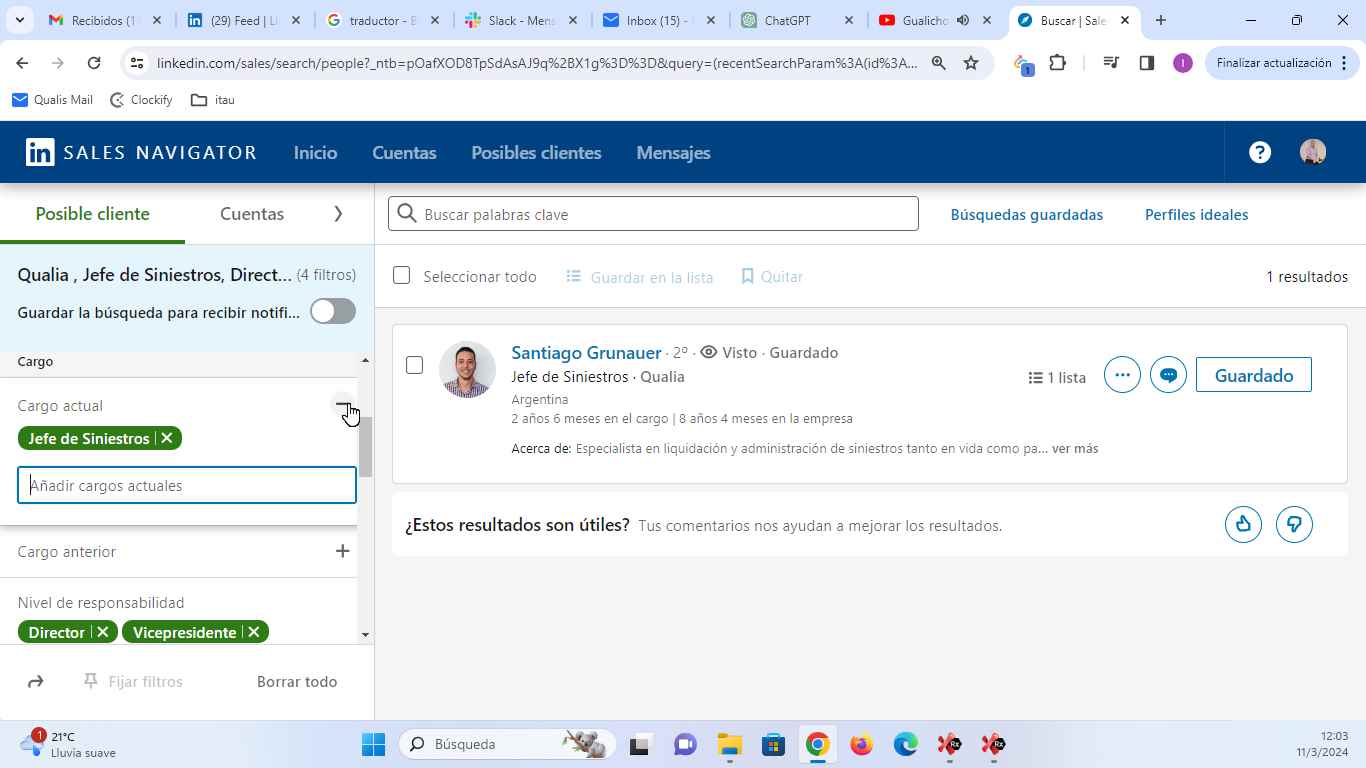 Recibidos (1
(29) Feed | Li
traductor - B
Slack - Mens
Inbox (15) -
ChatGPT
Gualicho
Buscar | Sale
linkedin.com/sales/search/people?_ntb=pOafXOD8TpSdAsAJ9q%2BX1g%3D%3D&query=(recentSearchParam%3A(id%3A...
1
I
Finalizar actualización
Qualis Mail
Clockify
itau
in SALES NAVIGATOR
Inicio
Cuentas
Posibles clientes
Mensajes
?
Posible cliente
Cuentas
Buscar palabras clave
Búsquedas guardadas
Perfiles ideales
Qualia , Jefe de Siniestros, Direct... (4 filtros)
Guardar la búsqueda para recibir notifi...
Seleccionar todo
Guardar en la lista
Quitar
1 resultados
Cargo
Cargo actual
Jefe de Siniestros
Añadir cargos actuales
Cargo anterior
Nivel de responsabilidad
Director
Vicepresidente
Fijar filtros
Borrar todo
Santiago Grunauer · 2º · Visto · Guardado
Jefe de Siniestros · Qualia
Argentina
2 años 6 meses en el cargo | 8 años 4 meses en la empresa
Acerca de: Especialista en liquidación y administración de siniestros tanto en vida como pa... ver más
1 lista
Guardado
¿Estos resultados son útiles? Tus comentarios nos ayudan a mejorar los resultados.
1
21°C
Lluvia suave
Búsqueda
Rx
Rx
12:03
11/3/2024